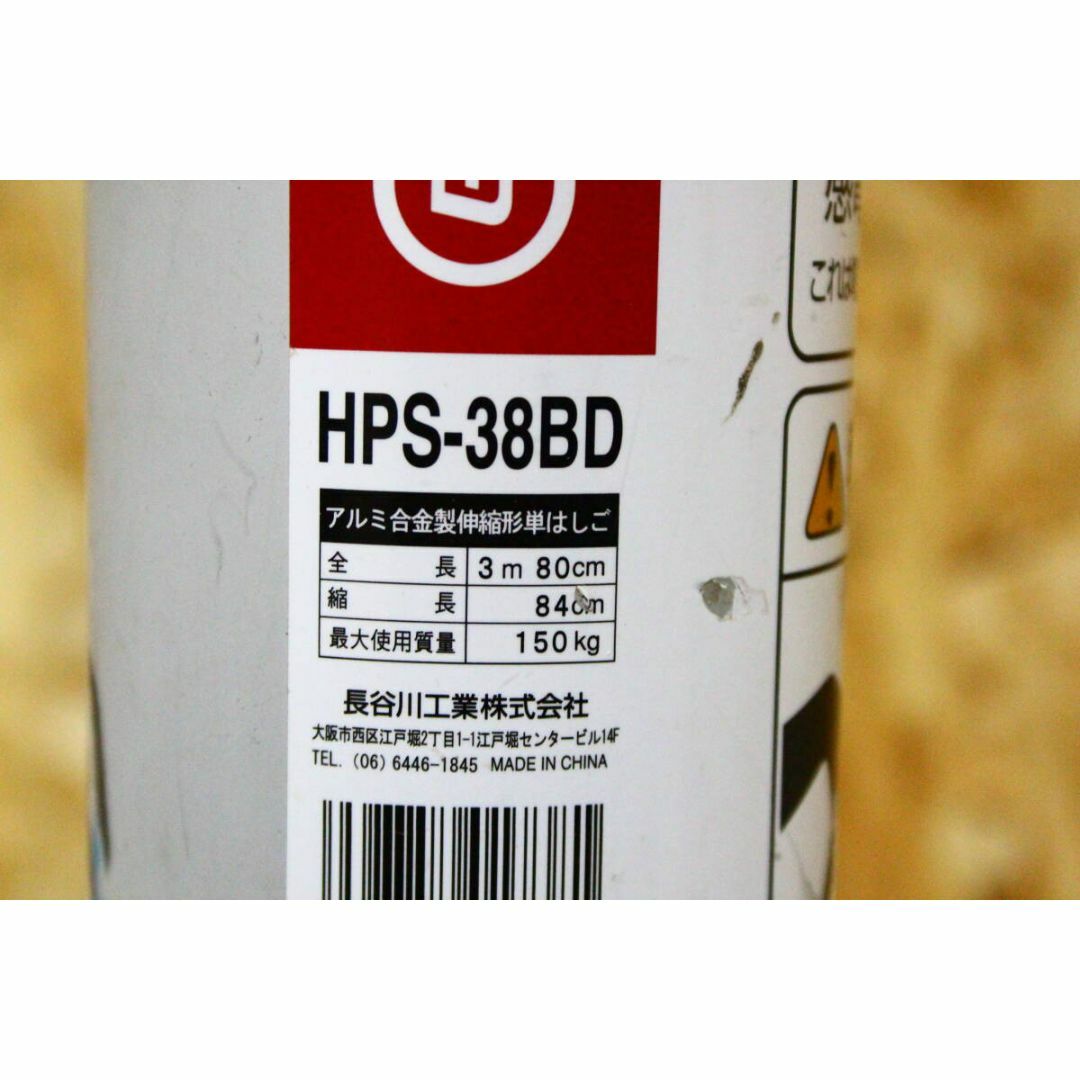 HPS-38BD
アルミ合金製伸縮形単はしご
全 長 3m 80cm
縮 長 84cm
最大使用質量 150kg
長谷川工業株式会社
大阪市西区江戸堀2丁目1-1江戸堀センタービル14F
TEL. (06) 6446-1845 MADE IN CHINA
これは